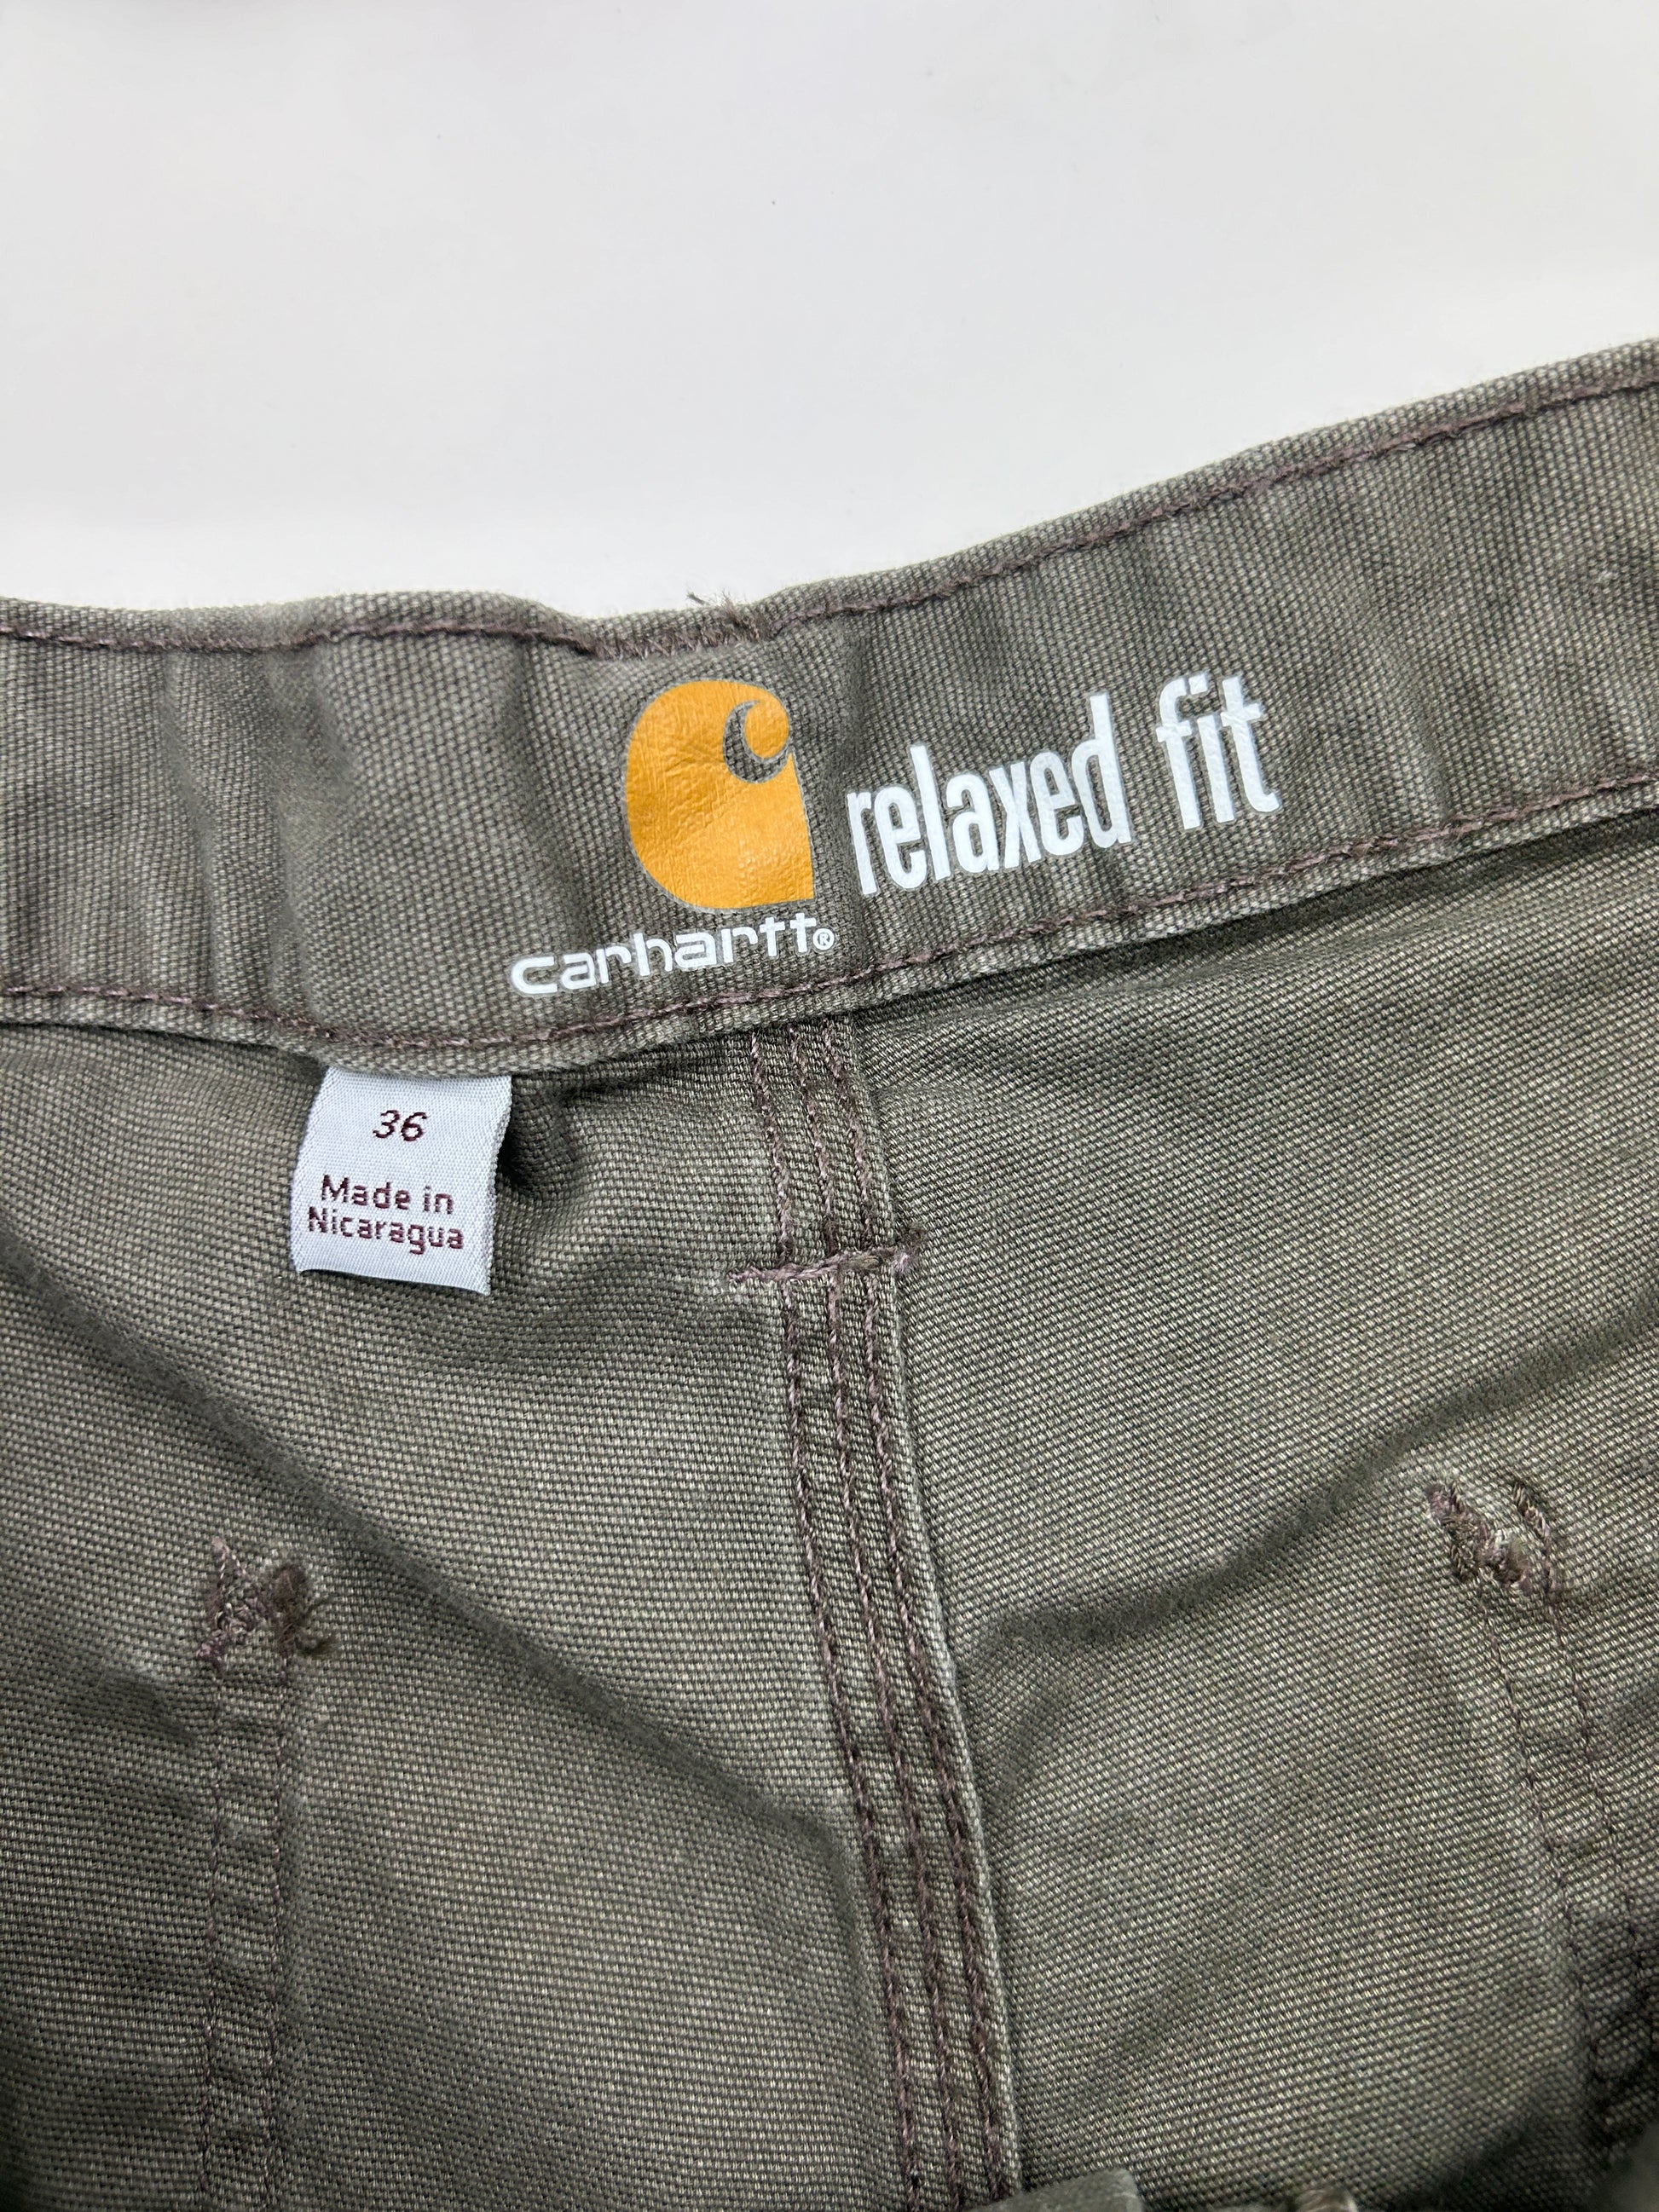 relaxed fit
carhartt®
36
Made in
Nicaragua